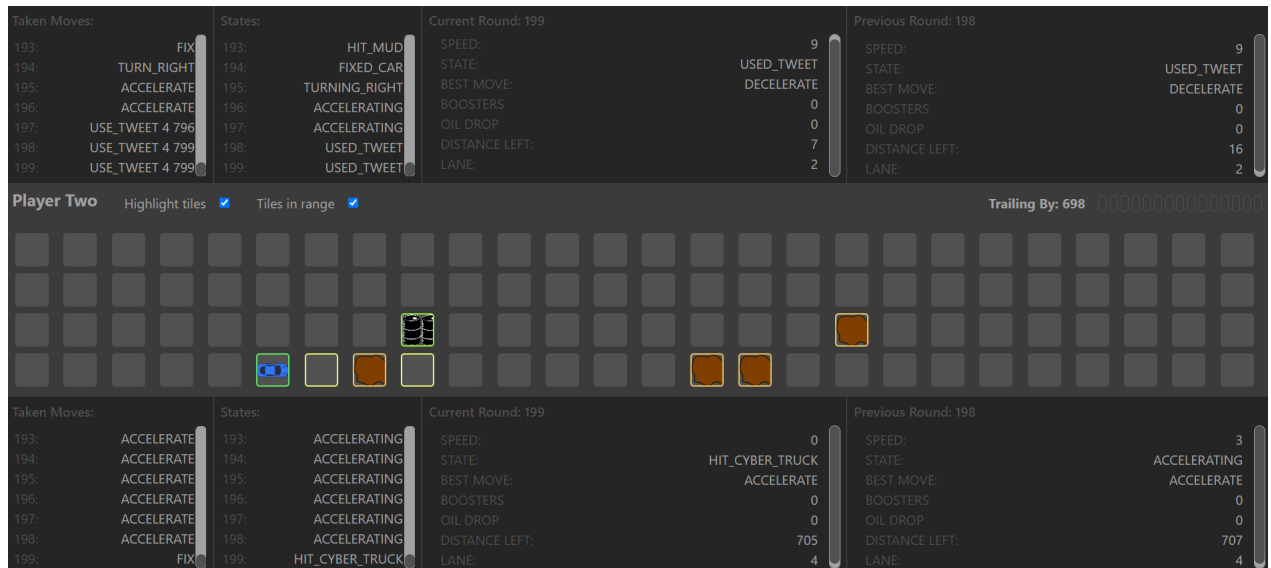 Taken Moves: States: Current Round: 199 Previous Round: 198
193: FIX 193: HIT_MUD SPEED: 9 SPEED: 9
194: TURN_RIGHT 194: FIXED_CAR STATE: USED_TWEET STATE: USED_TWEET
195: ACCELERATE 195: TURNING_RIGHT BEST MOVE: DECELERATE BEST MOVE: DECELERATE
196: ACCELERATE 196: ACCELERATING BOOSTERS 0 BOOSTERS 0
197: USE_TWEET 4 796 197: ACCELERATING OIL DROP 0 OIL DROP 0
198: USE_TWEET 4 799 198: USED_TWEET DISTANCE LEFT: 7 DISTANCE LEFT: 16
199: USE_TWEET 4 799 199: USED_TWEET LANE: 2 LANE: 2
Player Two Highlight tiles Tiles in range Trailing By: 698
Taken Moves: States: Current Round: 199 Previous Round: 198
193: ACCELERATE 193: ACCELERATING SPEED: 0 SPEED: 3
194: ACCELERATE 194: ACCELERATING STATE: HIT_CYBER_TRUCK STATE: ACCELERATING
195: ACCELERATE 195: ACCELERATING BEST MOVE: ACCELERATE BEST MOVE: ACCELERATE
196: ACCELERATE 196: ACCELERATING BOOSTERS 0 BOOSTERS 0
197: ACCELERATE 197: ACCELERATING OIL DROP 0 OIL DROP 0
198: ACCELERATE 198: ACCELERATING DISTANCE LEFT: 705 DISTANCE LEFT: 707
199: FIX 199: HIT_CYBER_TRUCK LANE: 4 LANE: 4